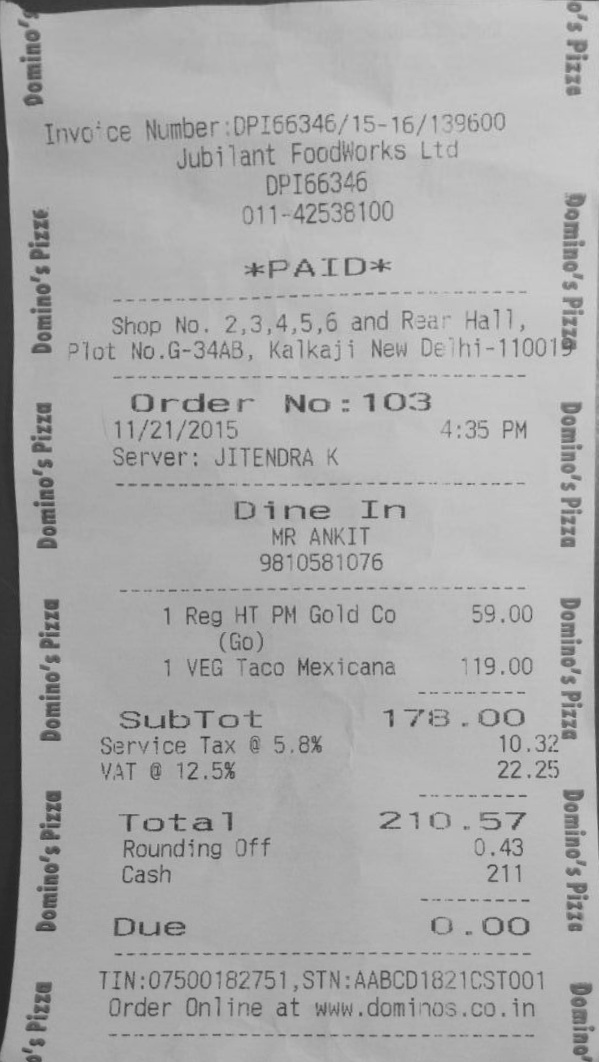 Invoice Number:DPI66346/15-16/139600
Jubilant FoodWorks Ltd
DPI66346
011-42538100
*PAID*
Shop No. 2,3,4,5,6 and Rear Hall,
Plot No.G-34AB, Kalkaji New Delhi-110019
Order No:103
11/21/2015 4:35 PM
Server: JITENDRA K
Dine In
MR ANKIT
9810581076
1 Reg HT PM Gold Co 59.00
(Go)
1 VEG Taco Mexicana 119.00
SubTot 178.00
Service Tax @ 5.8% 10.32
VAT @ 12.5% 22.25
Total 210.57
Rounding Off 0.43
Cash 211
Due 0.00
TIN:07500182751,STN:AABCD1821CST001
Order Online at www.dominos.co.in
Domino's
Domino's Pizza
Domino's Pizza
Domino's Pizza
Domino's Pizza
o's Pizza
o's Pizza
Domino's Pizza
Domino's Pizza
Domino's Pizza
Domino's Pizza
Domino'